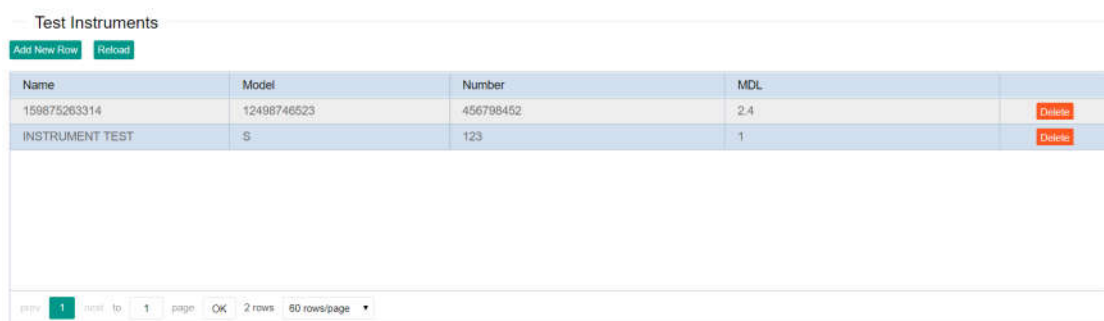 Test Instruments
Add New Row Reload
Name Model Number MDL
159875263314 12498746523 456798452 2.4 Delete
INSTRUMENT TEST S 123 1 Delete
prev 1 next to 1 page OK 2 rows 60 rows/page